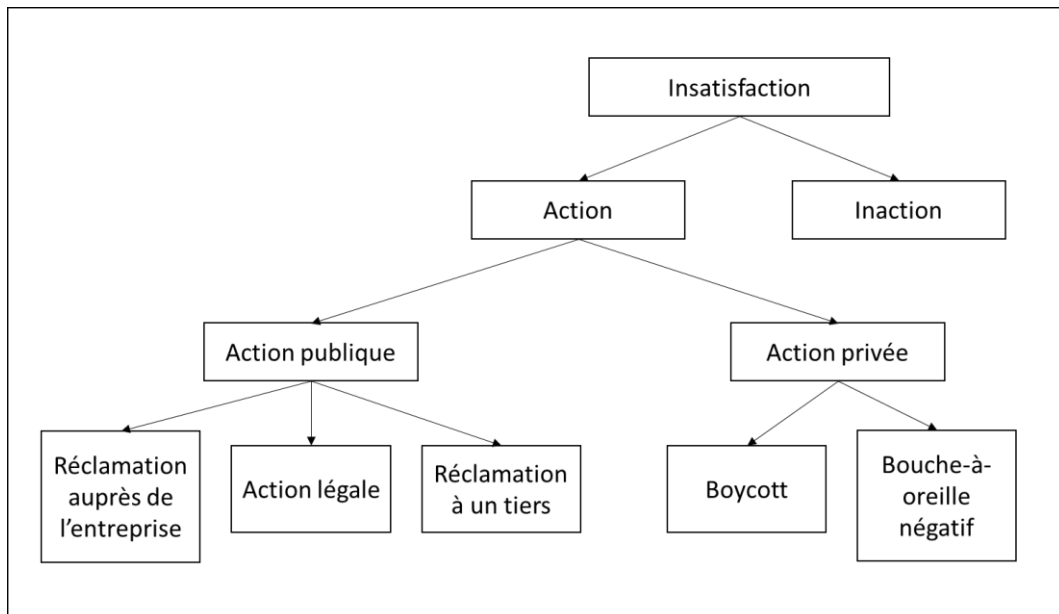 Insatisfaction
Action
Inaction
Action publique
Action privée
Réclamation
auprès de
l'entreprise
Action légale
Réclamation
à un tiers
Boycott
Bouche-à-
oreille
négatif